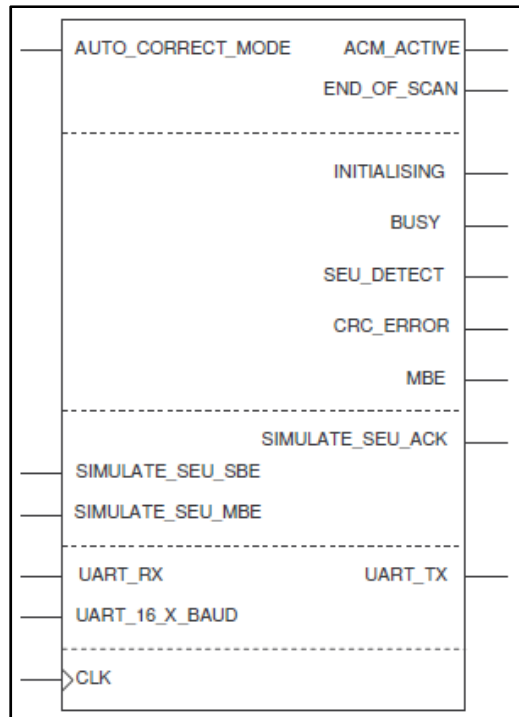 AUTO_CORRECT_MODE ACM_ACTIVE
END_OF_SCAN
INITIALISING
BUSY
SEU_DETECT
CRC_ERROR
MBE
SIMULATE_SEU_ACK
SIMULATE_SEU_SBE
SIMULATE_SEU_MBE
UART_RX UART_TX
UART_16_X_BAUD
CLK